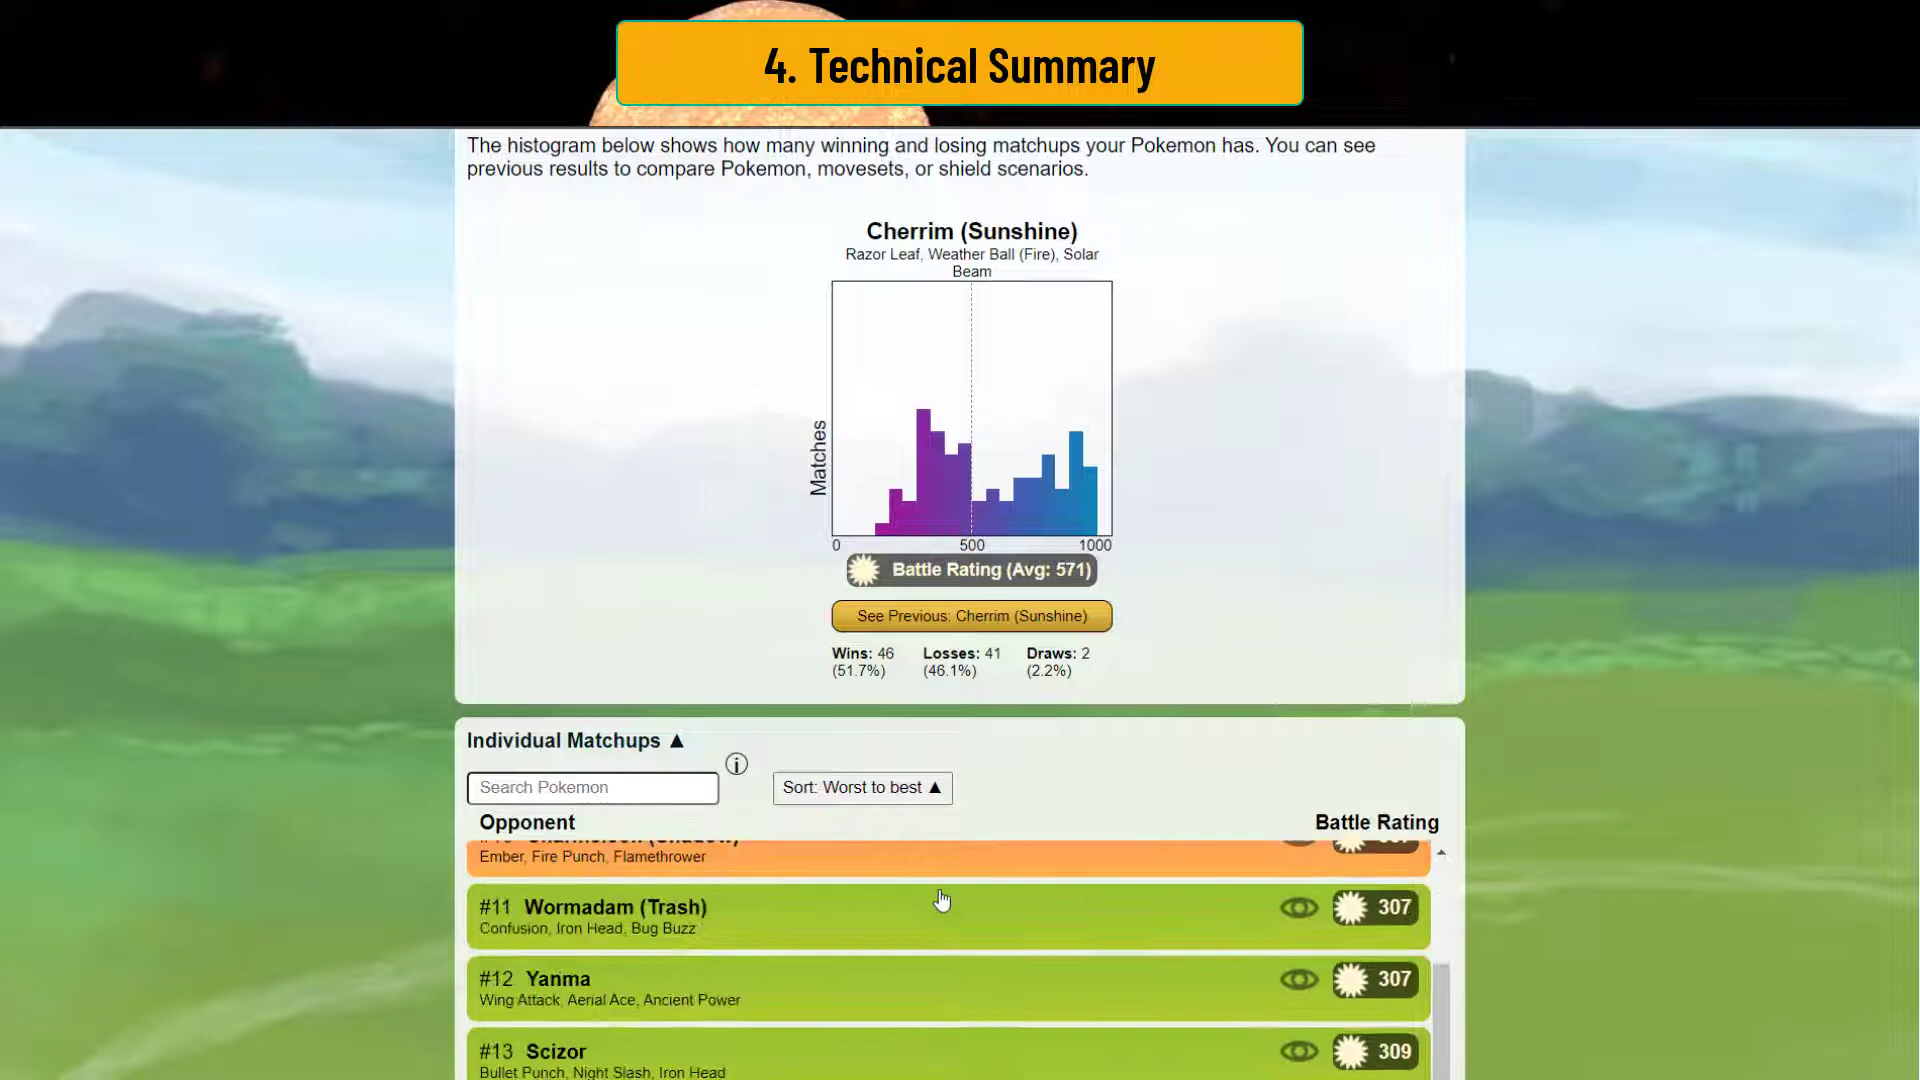 4. Technical Summary
The histogram below shows how many winning and losing matchups your Pokemon has. You can see
previous results to compare Pokemon, movesets, or shield scenarios.
Cherrim (Sunshine)
Razor Leaf, Weather Ball (Fire), Solar
Beam
Matches
0 500 1000
Battle Rating (Avg: 571)
See Previous: Cherrim (Sunshine)
Wins: 46 Losses: 41 Draws: 2
(51.7%) (46.1%) (2.2%)
Individual Matchups ▲
Search Pokemon
Sort: Worst to best ▲
Opponent Battle Rating
Ember, Fire Punch, Flamethrower
#11 Wormadam (Trash) 307
Confusion, Iron Head, Bug Buzz
#12 Yanma 307
Wing Attack, Aerial Ace, Ancient Power
#13 Scizor 309
Bullet Punch, Night Slash, Iron Head